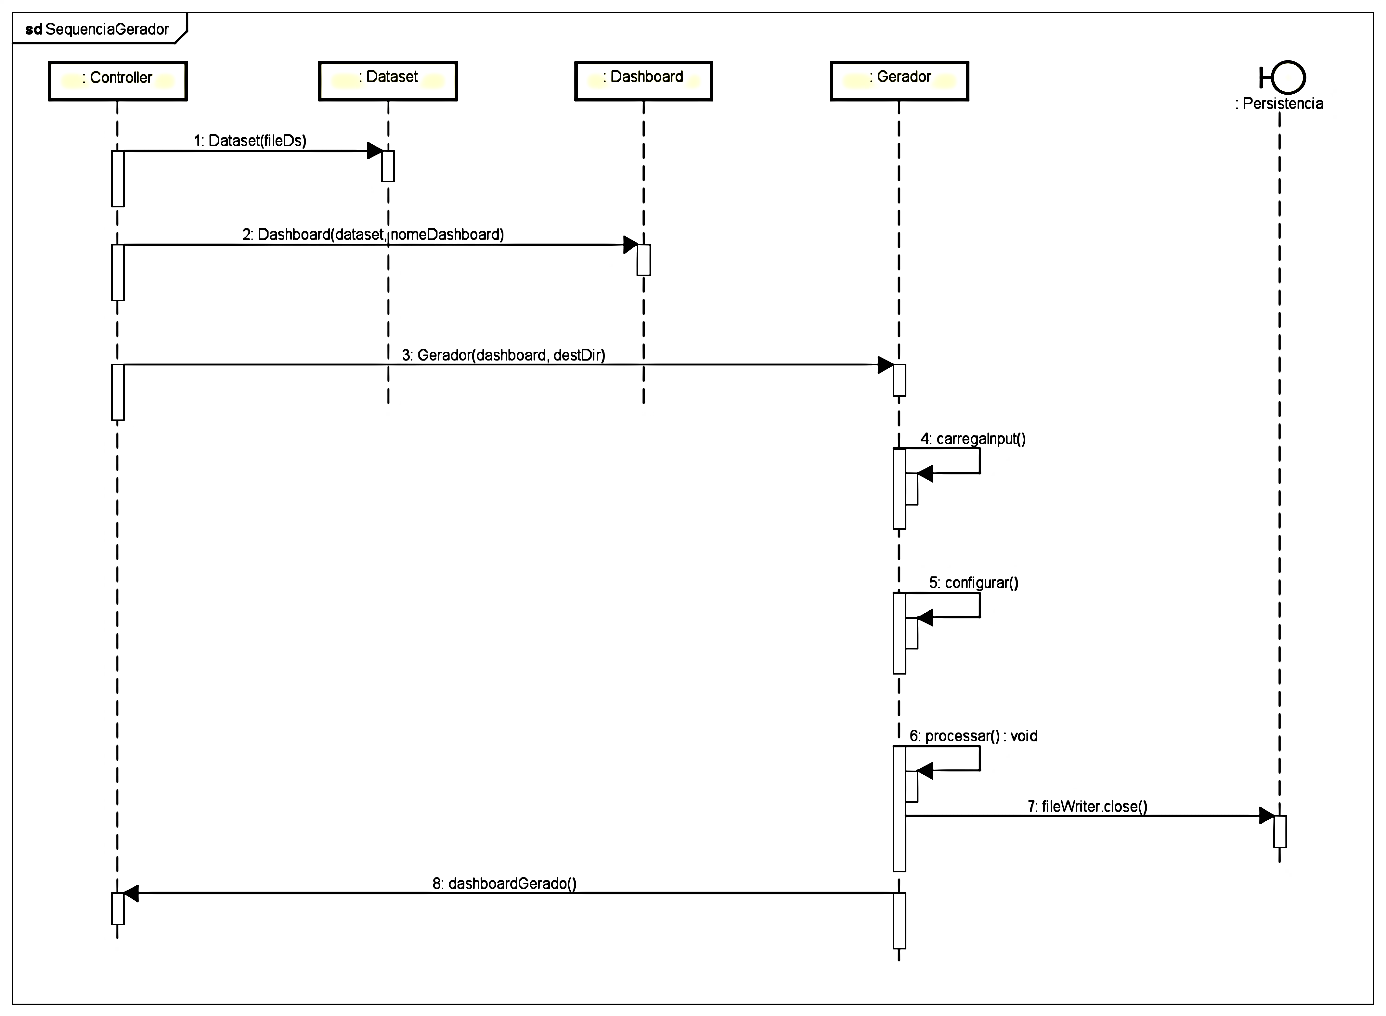 sd SequenciaGerador
: Controller
: Dataset
: Dashboard
: Gerador
: Persistencia
1: Dataset(fileDs)
2: Dashboard(dataset, nomeDashboard)
3: Gerador(dashboard, destDir)
4: carregaInput()
5: configurar()
6: processar() : void
7: fileWriter.close()
8: dashboardGerado()